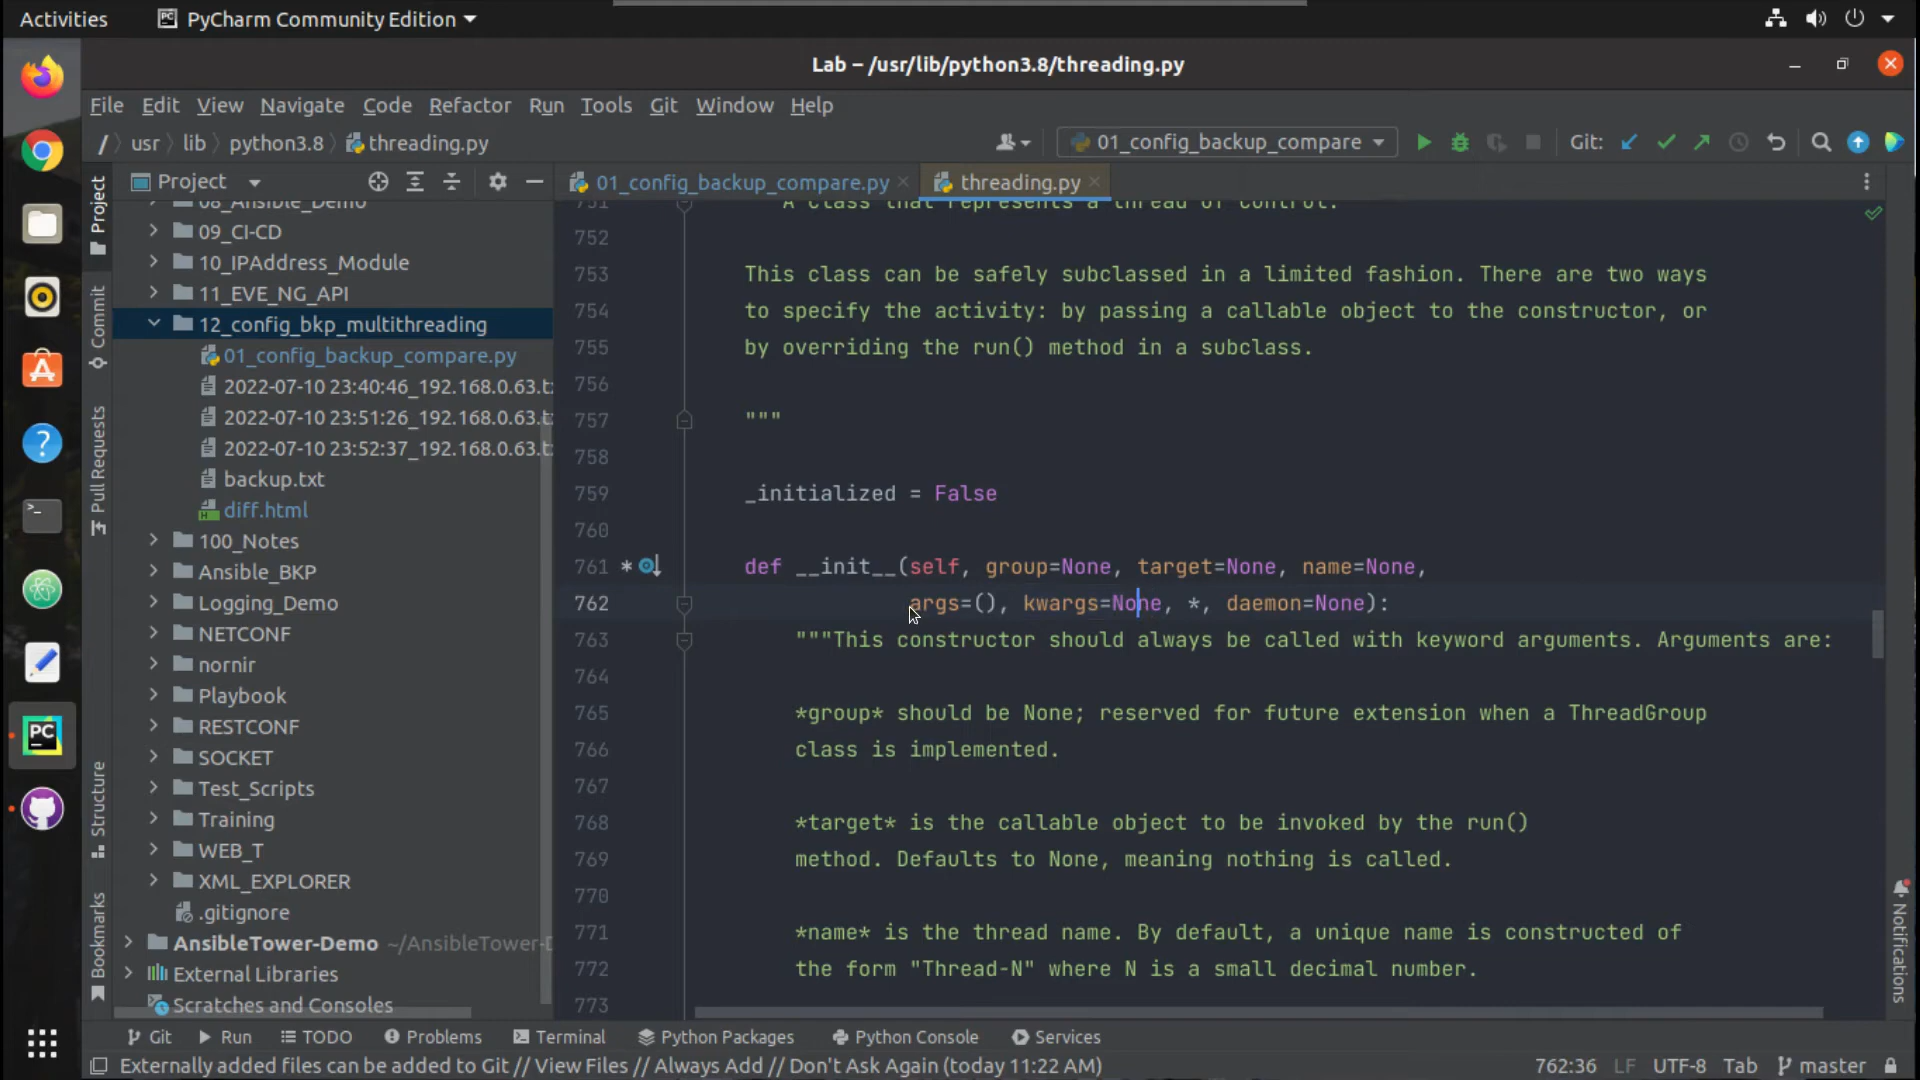 Activities
PyCharm Community Edition
Lab – /usr/lib/python3.8/threading.py
File Edit View Navigate Code Refactor Run Tools Git Window Help
/ usr lib python3.8 threading.py
01_config_backup_compare
Git:
Project
01_config_backup_compare.py
threading.py
Project
Commit
Pull Requests
Structure
Bookmarks
08_Ansible_Demo
09_CI-CD
10_IPAddress_Module
11_EVE_NG_API
12_config_bkp_multithreading
01_config_backup_compare.py
2022-07-10 23:40:46_192.168.0.63.t
2022-07-10 23:51:26_192.168.0.63.t
2022-07-10 23:52:37_192.168.0.63.t
backup.txt
diff.html
100_Notes
Ansible_BKP
Logging_Demo
NETCONF
nornir
Playbook
RESTCONF
SOCKET
Test_Scripts
Training
WEB_T
XML_EXPLORER
.gitignore
AnsibleTower-Demo ~/AnsibleTower-D
External Libraries
Scratches and Consoles
751 A class that represents a thread of control.
752
753 This class can be safely subclassed in a limited fashion. There are two ways
754 to specify the activity: by passing a callable object to the constructor, or
755 by overriding the run() method in a subclass.
756
757 """
758
759 _initialized = False
760
761 def __init__(self, group=None, target=None, name=None,
762 args=(), kwargs=None, *, daemon=None):
763 """This constructor should always be called with keyword arguments. Arguments are:
764
765 *group* should be None; reserved for future extension when a ThreadGroup
766 class is implemented.
767
768 *target* is the callable object to be invoked by the run()
769 method. Defaults to None, meaning nothing is called.
770
771 *name* is the thread name. By default, a unique name is constructed of
772 the form "Thread-N" where N is a small decimal number.
773
Notifications
Git Run TODO Problems Terminal Python Packages Python Console Services
Externally added files can be added to Git // View Files // Always Add // Don't Ask Again (today 11:22 AM)
762:36 LF UTF-8 Tab master